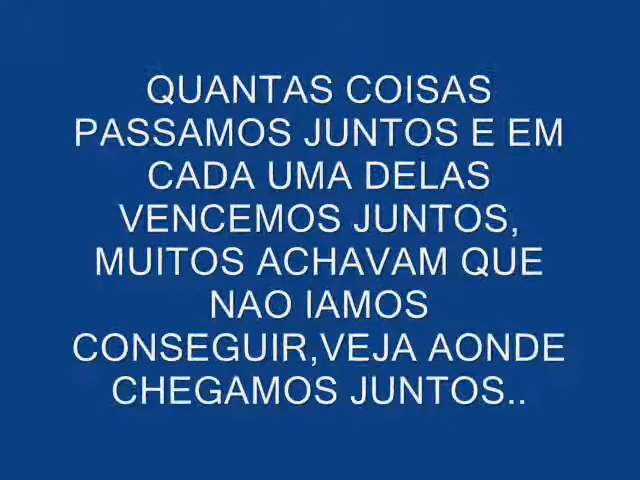 QUANTAS COISAS
PASSAMOS JUNTOS E EM
CADA UMA DELAS
VENCEMOS JUNTOS,
MUITOS ACHAVAM QUE
NAO IAMOS
CONSEGUIR,VEJA AONDE
CHEGAMOS JUNTOS..